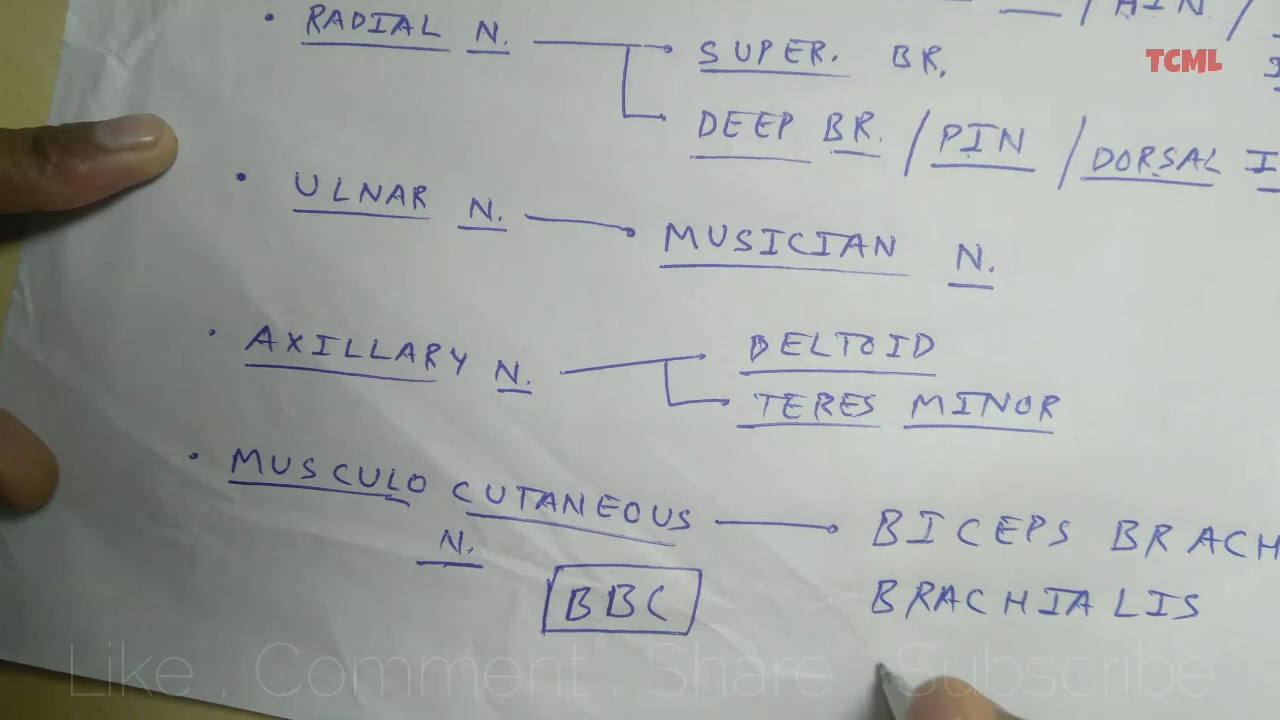 / AIN /
• RADIAL N. → SUPER. BR.
TCML
DEEP BR. / PIN / DORSAL I
• ULNAR N. → MUSICIAN N.
• AXILLARY N. → DELTOID
TERES MINOR
• MUSCULO CUTANEOUS → BICEPS BRACH
N.
BBC
BRACHIALIS
Like , Comment , Share , Subscribe